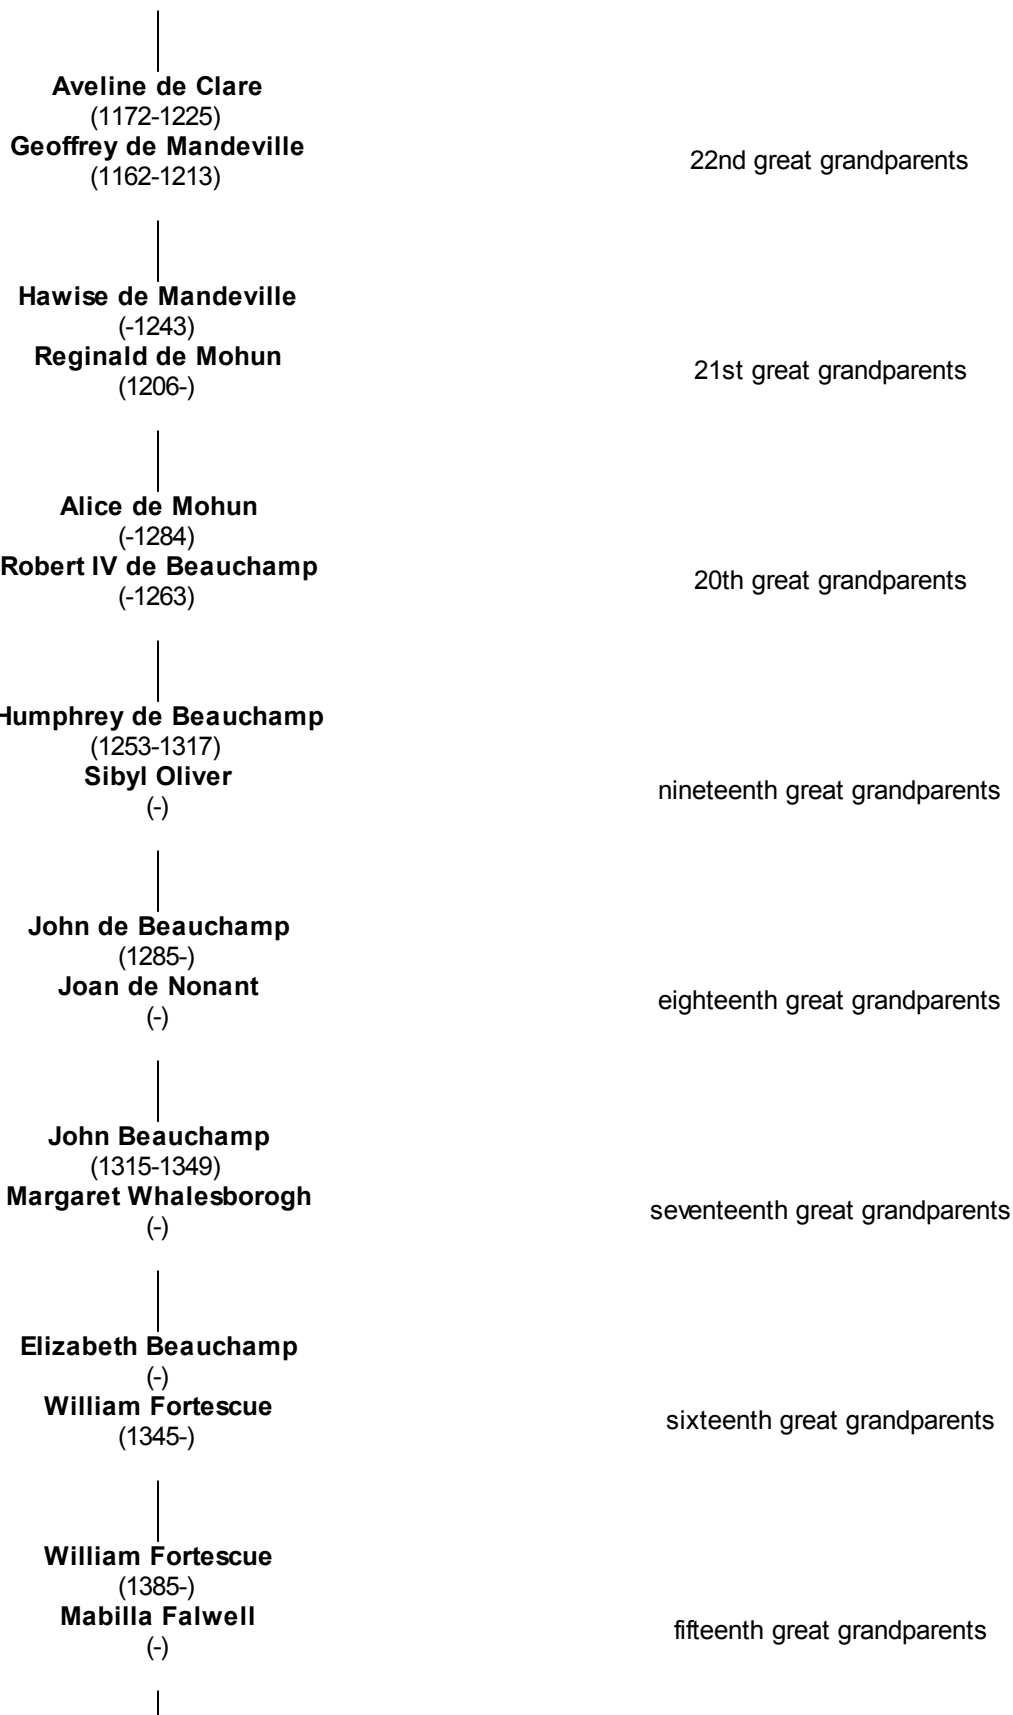 Aveline de Clare
(1172-1225)
Geoffrey de Mandeville
(1162-1213)
22nd great grandparents
Hawise de Mandeville
(-1243)
Reginald de Mohun
(1206-)
21st great grandparents
Alice de Mohun
(-1284)
Robert IV de Beauchamp
(-1263)
20th great grandparents
Humphrey de Beauchamp
(1253-1317)
Sibyl Oliver
(-)
nineteenth great grandparents
John de Beauchamp
(1285-)
Joan de Nonant
(-)
eighteenth great grandparents
John Beauchamp
(1315-1349)
Margaret Whalesborogh
(-)
seventeenth great grandparents
Elizabeth Beauchamp
(-)
William Fortescue
(1345-)
sixteenth great grandparents
William Fortescue
(1385-)
Mabilla Falwell
(-)
fifteenth great grandparents